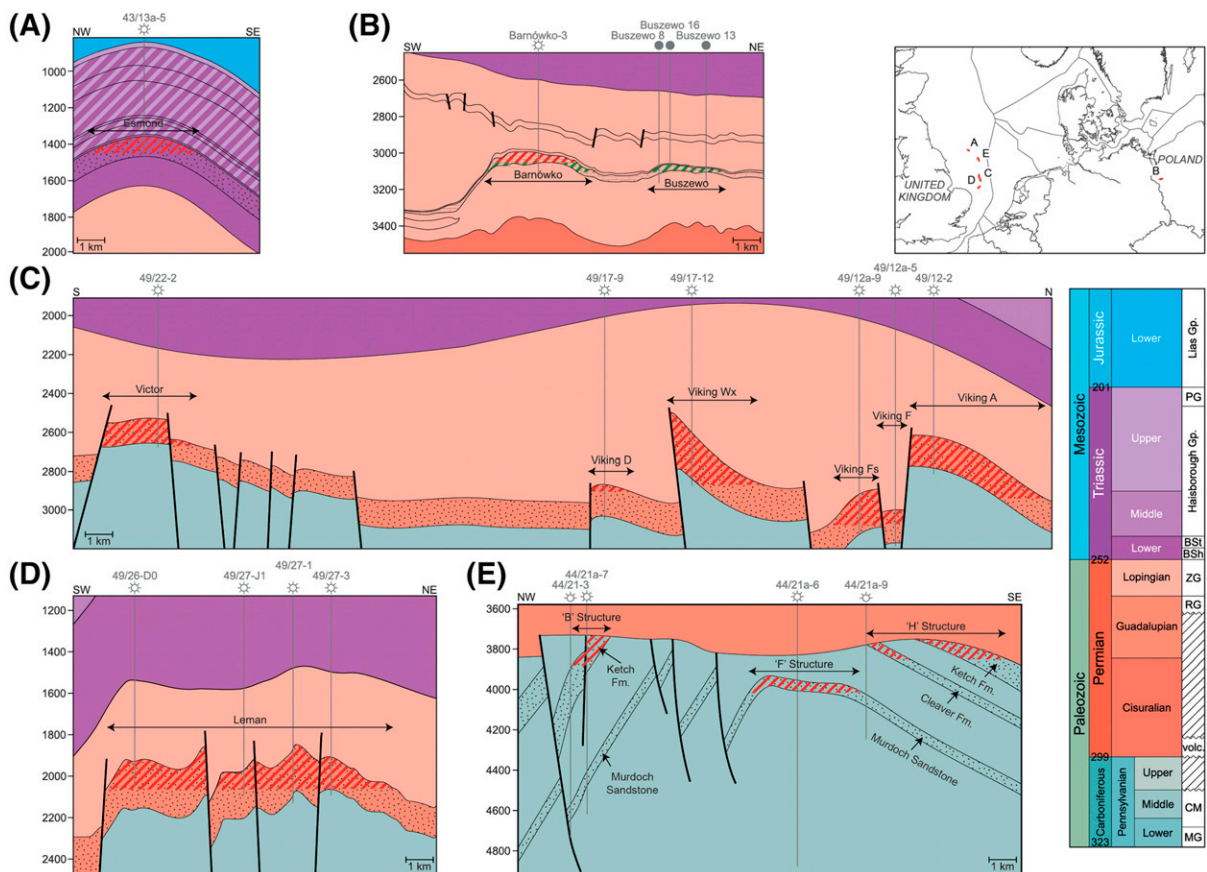 (A)
43/13a-5
NW
SE
800
1000
1200
1400
1600
1800
2000
Esmond
1 km
(B)
Barnówko-3
Buszewo 16
Buszewo 8
Buszewo 13
SW
NE
2600
2800
3000
3200
3400
Barnówko
Buszewo
1 km
A
E
D
C
B
UNITED
KINGDOM
POLAND
(C)
S
N
49/22-2
49/17-9
49/17-12
49/12a-9
49/12a-5
49/12-2
2000
2200
2400
2600
2800
3000
Victor
Viking D
Viking Wx
Viking Fs
Viking F
Viking A
1 km
(D)
SW
NE
49/26-D0
49/27-J1
49/27-1
49/27-3
1200
1400
1600
1800
2000
2200
2400
Leman
1 km
(E)
NW
SE
44/21-3
44/21a-7
44/21a-6
44/21a-9
3600
3800
4000
4200
4400
4600
4800
'B' Structure
'F' Structure
'H' Structure
Ketch
Fm.
Murdoch
Sandstone
Ketch Fm.
Cleaver Fm.
Murdoch Sandstone
1 km
Mesozoic
Paleozoic
Jurassic
Triassic
Permian
Carboniferous
Pennsylvanian
201
252
299
323
Lower
Upper
Middle
Lower
Lopingian
Guadalupian
Cisuralian
Upper
Middle
Lower
Lias Gp.
PG
Haisborough Gp.
BSt
BSh
ZG
RG
volc.
CM
MG